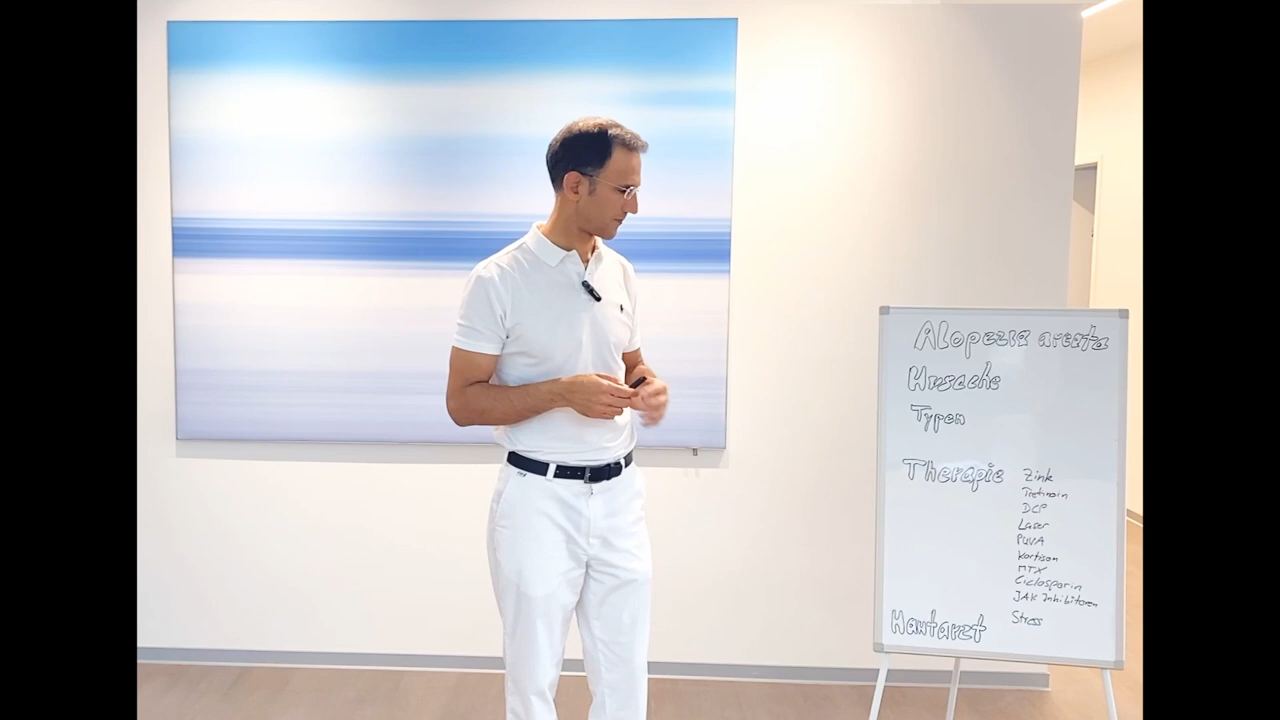 Alopezia areata
Ursache
Typen
Therapie
Zink
Tretinoin
DCP
Laser
PUVA
Kortison
MTX
Ciclosporin
JAK Inhibitoren
Stress
Hautarzt